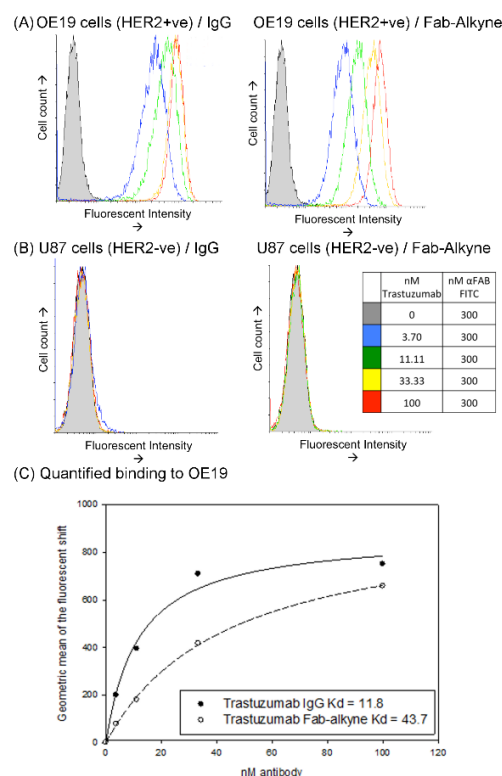 (A) OE19 cells (HER2+ve) / IgG
OE19 cells (HER2+ve) / Fab-Alkyne
Cell count →
Cell count →
Fluorescent Intensity
→
Fluorescent Intensity
→
(B) U87 cells (HER2-ve) / IgG
U87 cells (HER2-ve) / Fab-Alkyne
Cell count →
Cell count →
Fluorescent Intensity
→
Fluorescent Intensity
→
nM Trastuzumab nM αFAB FITC
0 300
3.70 300
11.11 300
33.33 300
100 300
(C) Quantified binding to OE19
Geometric mean of the fluorescent shift
1000
800
600
400
200
0
0 20 40 60 80 100 120
nM antibody
Trastuzumab IgG Kd = 11.8
Trastuzumab Fab-alkyne Kd = 43.7